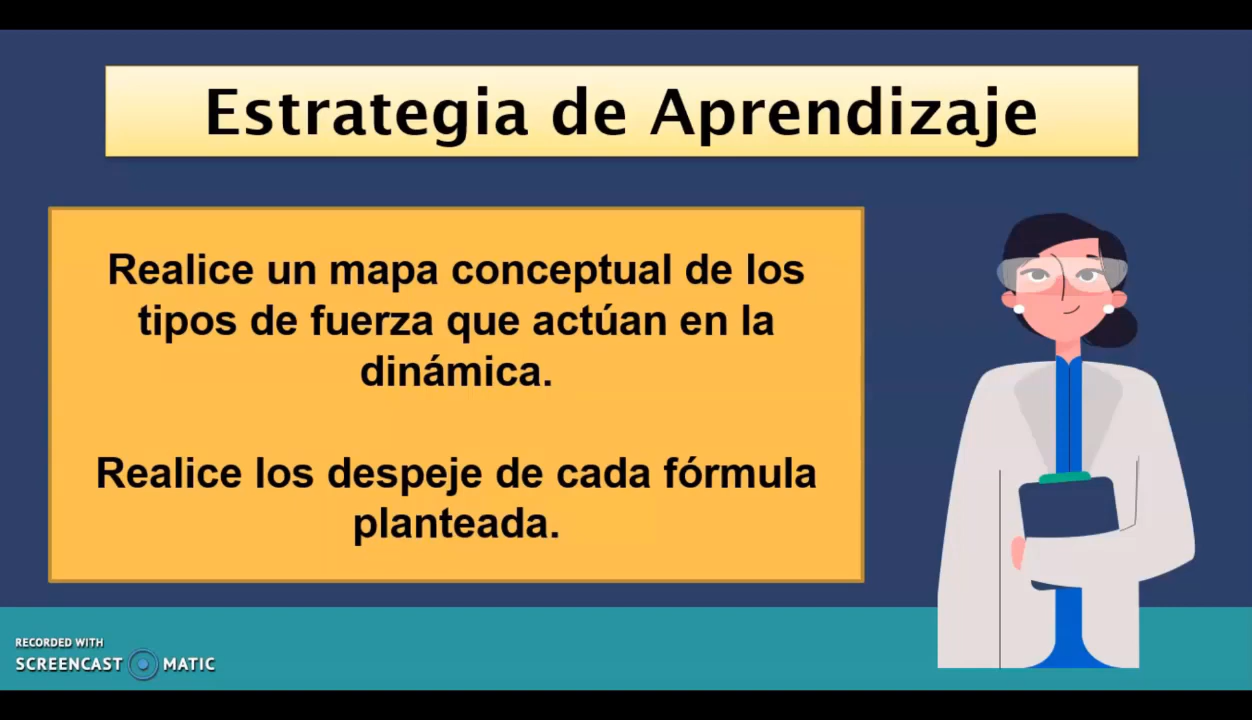 Estrategia de Aprendizaje
Realice un mapa conceptual de los
tipos de fuerza que actúan en la
dinámica.
Realice los despeje de cada fórmula
planteada.
RECORDED WITH
SCREENCAST MATIC